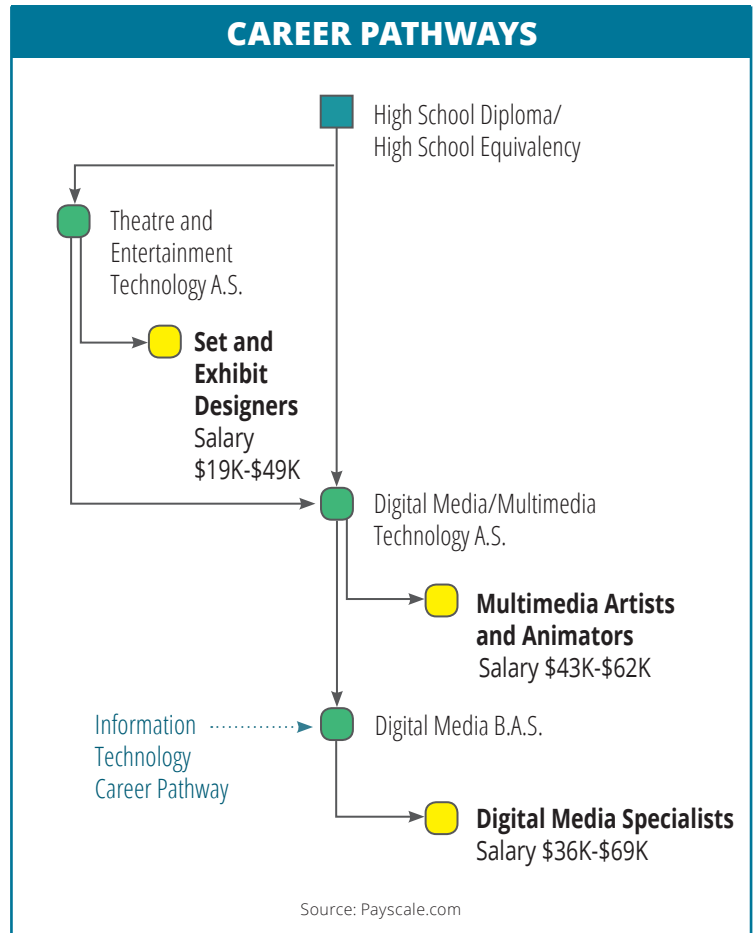 CAREER PATHWAYS
High School Diploma/
High School Equivalency
Theatre and
Entertainment
Technology A.S.
Set and
Exhibit
Designers
Salary
$19K-$49K
Digital Media/Multimedia
Technology A.S.
Multimedia Artists
and Animators
Salary $43K-$62K
Information
Technology
Career Pathway
Digital Media B.A.S.
Digital Media Specialists
Salary $36K-$69K
Source: Payscale.com